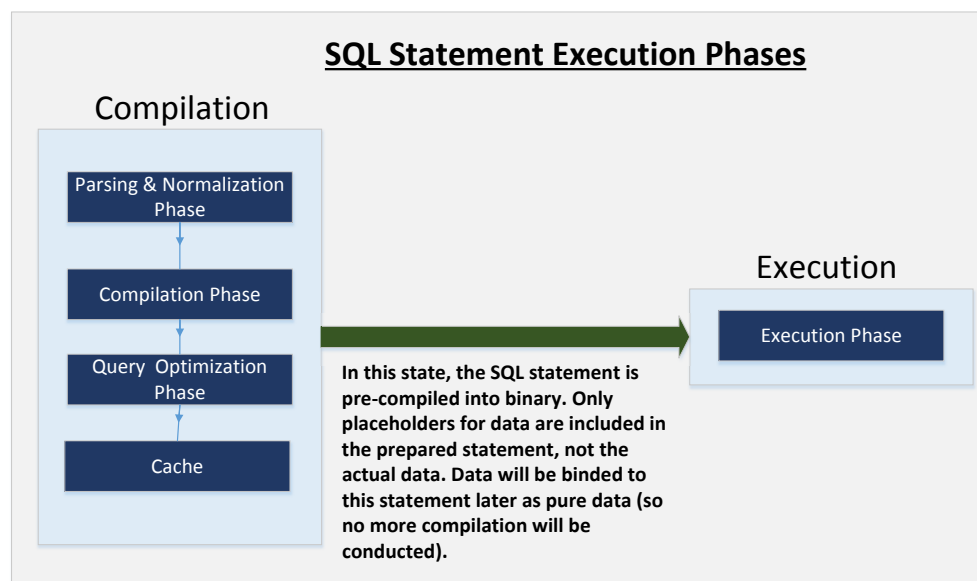 SQL Statement Execution Phases
Compilation
Parsing & Normalization
Phase
Compilation Phase
Query Optimization
Phase
Cache
In this state, the SQL statement is
pre-compiled into binary. Only
placeholders for data are included in
the prepared statement, not the
actual data. Data will be binded to
this statement later as pure data (so
no more compilation will be
conducted).
Execution
Execution Phase